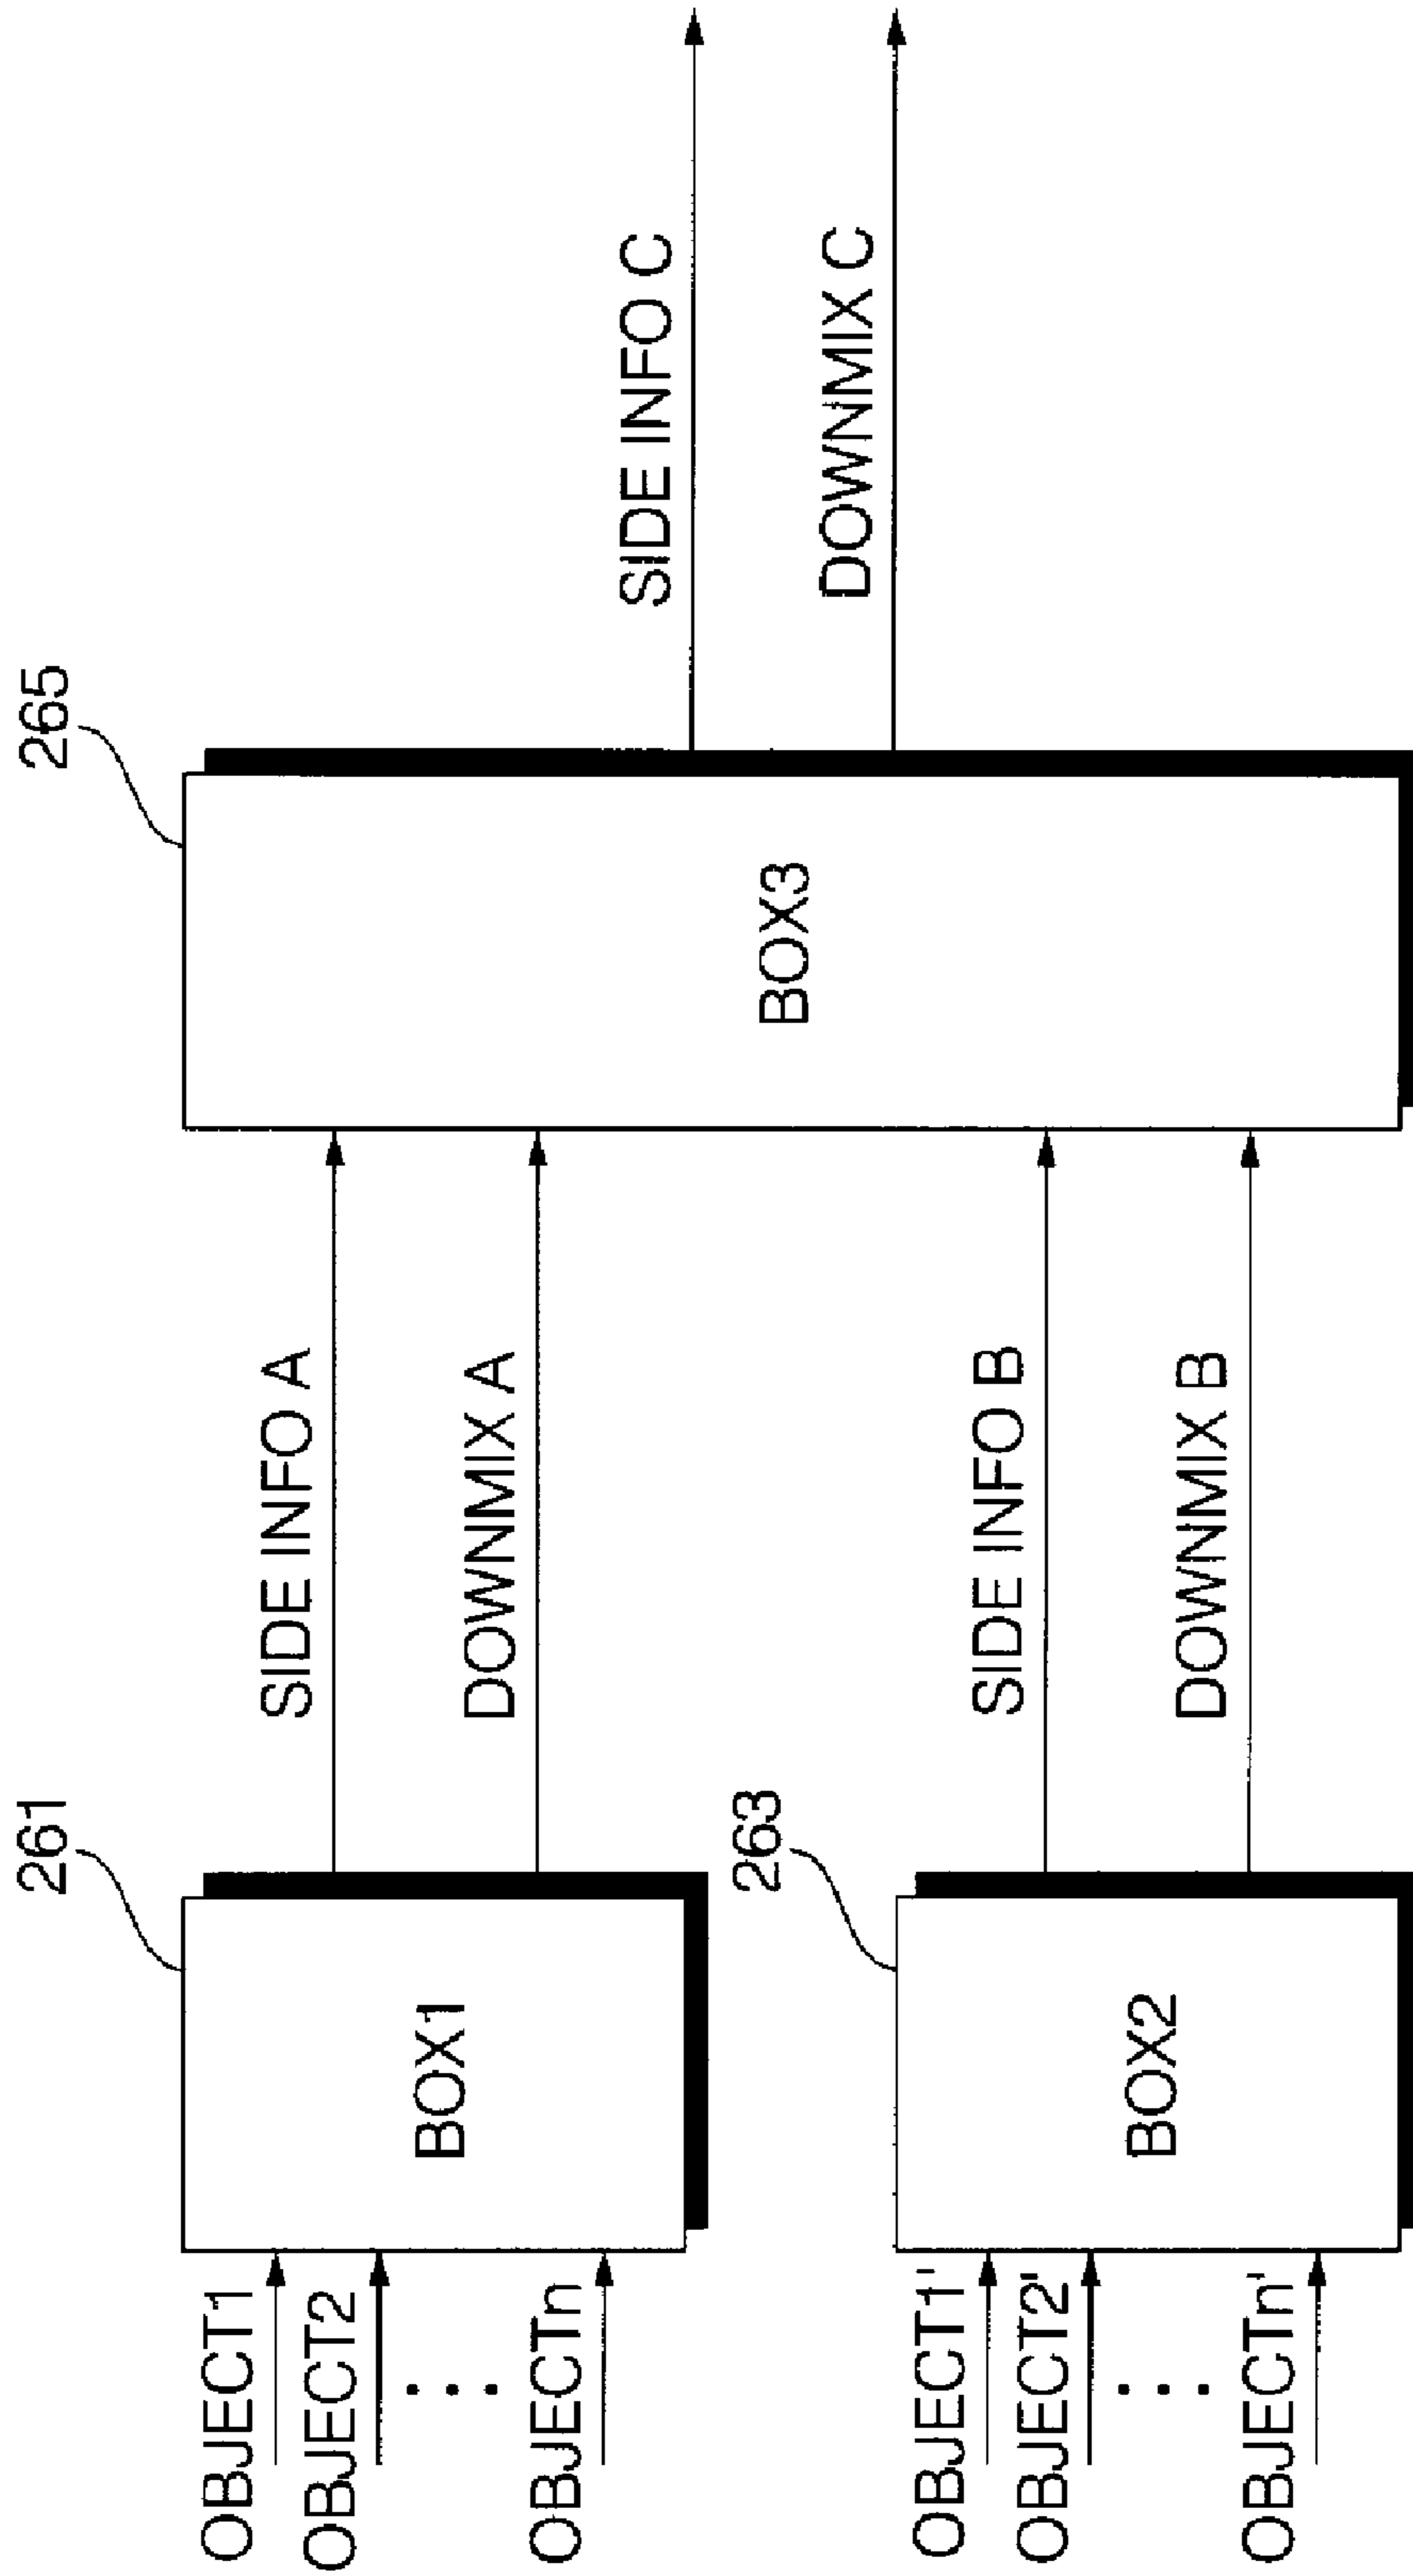 261
OBJECT1
OBJECT2
. . .
OBJECTn
BOX1
SIDE INFO A
DOWNMIX A
263
OBJECT1'
OBJECT2'
. . .
OBJECTn'
BOX2
SIDE INFO B
DOWNMIX B
265
BOX3
SIDE INFO C
DOWNMIX C